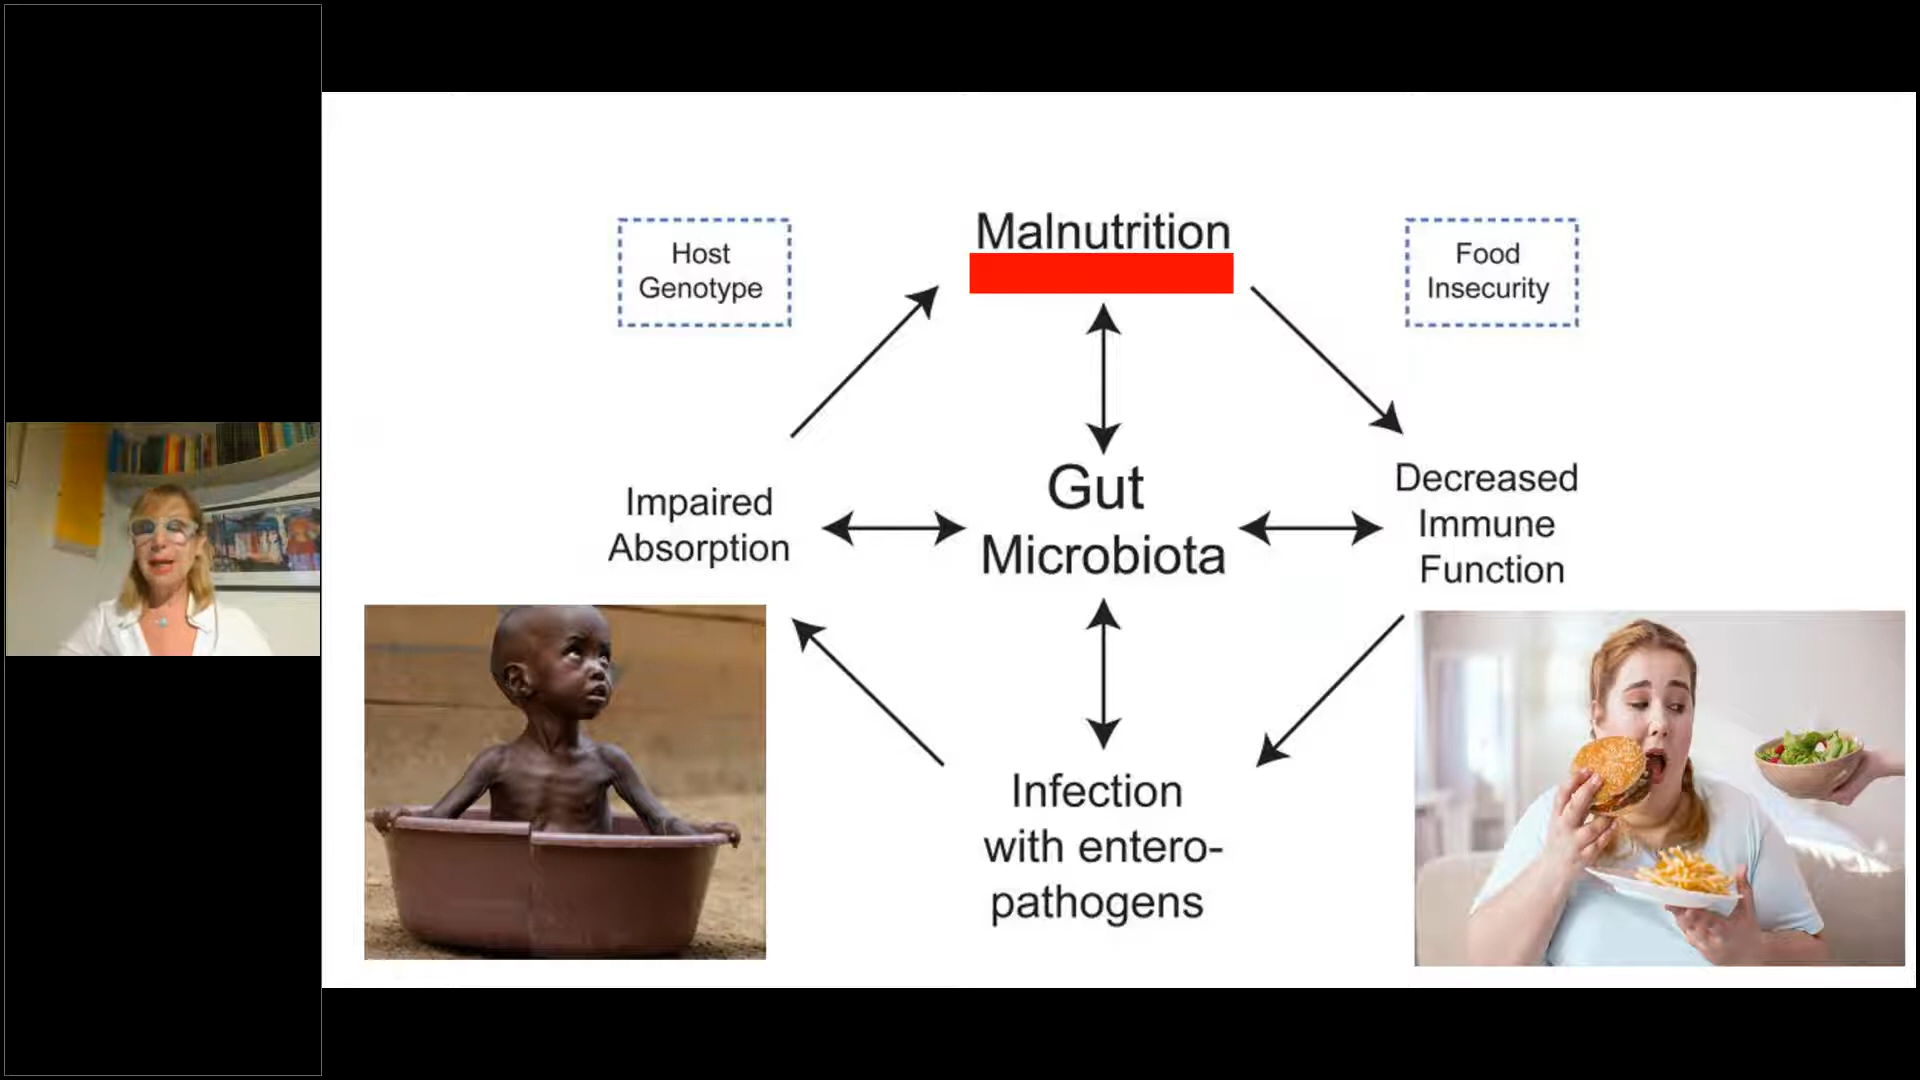 Host
Genotype
Malnutrition
Food
Insecurity
Impaired
Absorption
Gut
Microbiota
Decreased
Immune
Function
Infection
with entero-
pathogens